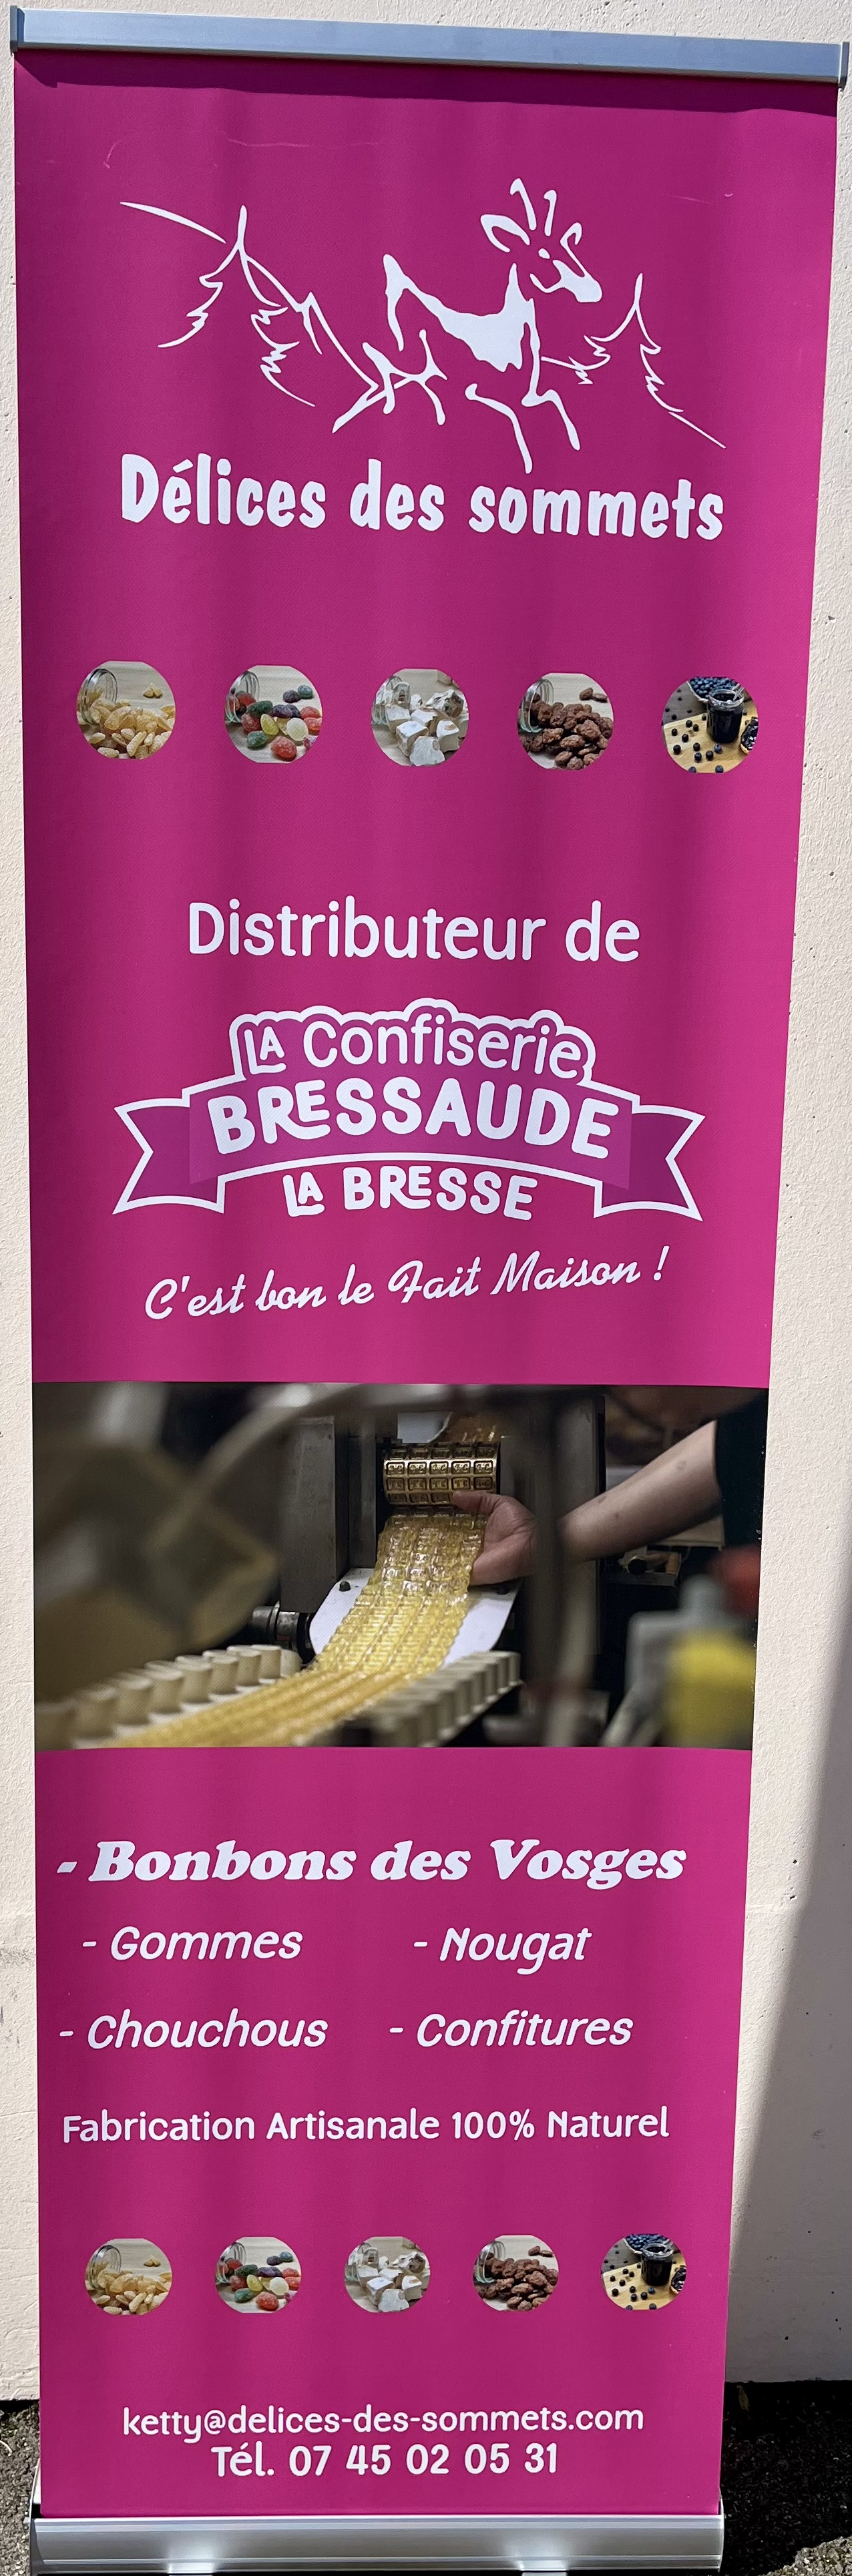 Délices des sommets
Distributeur de
LA Confiserie
BRESSAUDE
LA BRESSE
C'est bon le Fait Maison !
- Bonbons des Vosges
- Gommes - Nougat
- Chouchous - Confitures
Fabrication Artisanale 100% Naturel
ketty@delices-des-sommets.com
Tél. 07 45 02 05 31